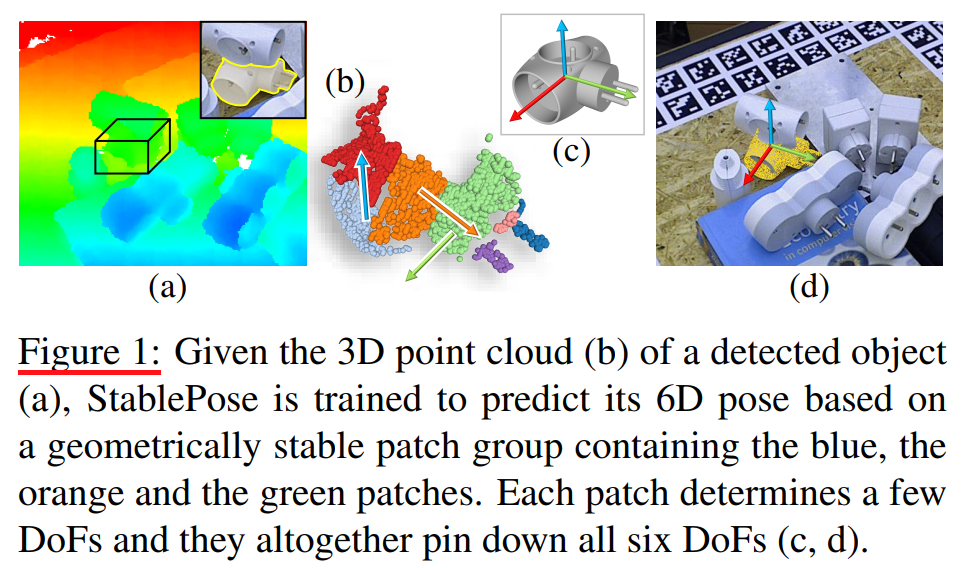 (b)
(c)
(a)
(d)
in compute
Figure 1: Given the 3D point cloud (b) of a detected object
(a), StablePose is trained to predict its 6D pose based on
a geometrically stable patch group containing the blue, the
orange and the green patches. Each patch determines a few
DoFs and they altogether pin down all six DoFs (c, d).